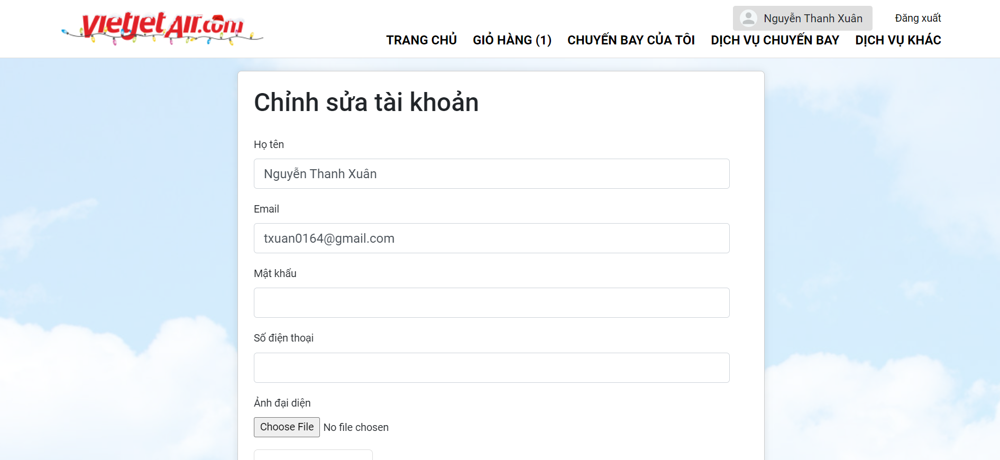 vietjetAir.com
Nguyễn Thanh Xuân
Đăng xuất
TRANG CHỦ GIỎ HÀNG (1) CHUYẾN BAY CỦA TÔI DỊCH VỤ CHUYẾN BAY DỊCH VỤ KHÁC
Chỉnh sửa tài khoản
Họ tên
Nguyễn Thanh Xuân
Email
txuan0164@gmail.com
Mật khẩu
Số điện thoại
Ảnh đại diện
Choose File No file chosen